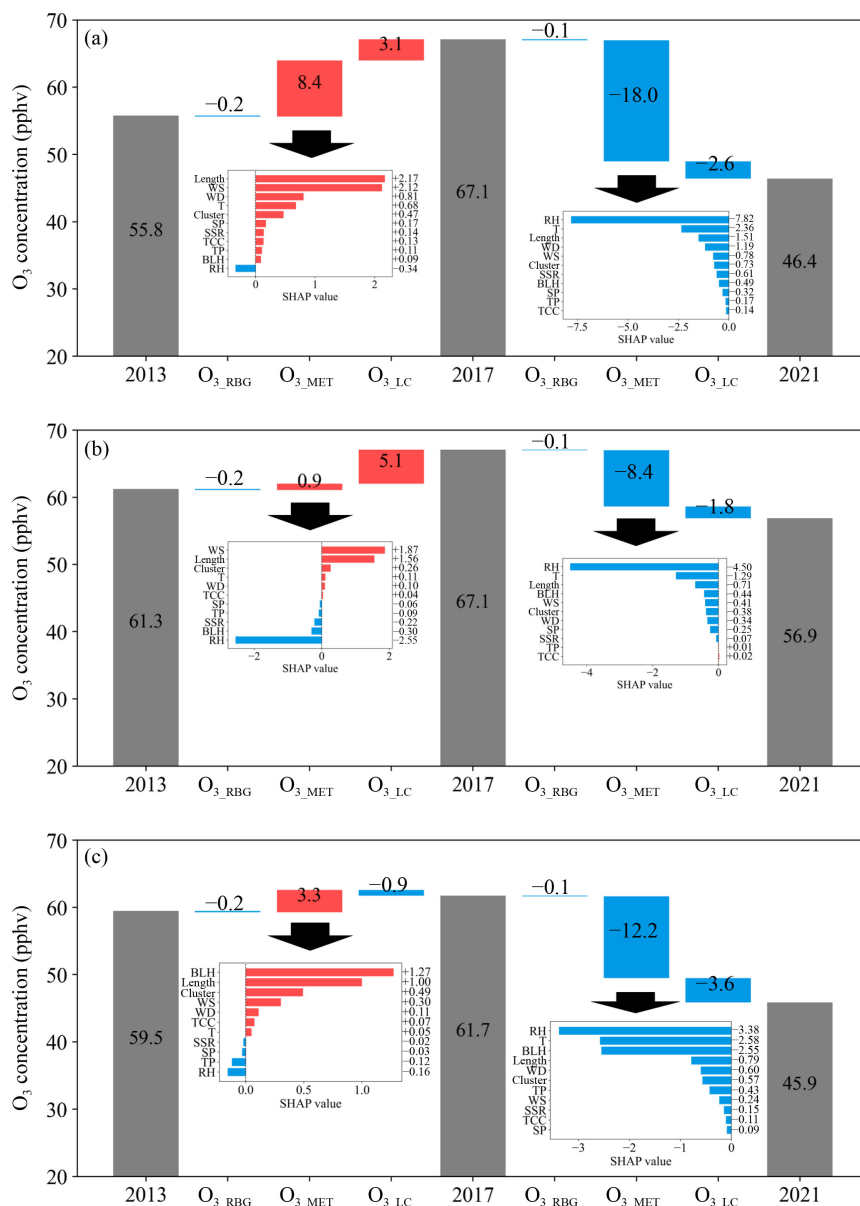 (a)
O₃ concentration (pphv)
70
60
50
40
30
20
55.8
−0.2
8.4
3.1
67.1
−0.1
−18.0
−2.6
46.4
Length +2.17
WS +2.12
WD +0.81
T +0.68
Cluster +0.47
SP +0.17
SSR +0.14
TCC +0.13
TP +0.11
BLH +0.09
RH −0.34
0 1 2
SHAP value
RH −7.82
T −2.36
Length −1.51
WD −1.19
WS −0.78
Cluster −0.73
SSR −0.61
BLH −0.49
SP −0.32
TP −0.17
TCC −0.14
−7.5 −5.0 −2.5 0.0
SHAP value
2013 O₃_RBG O₃_MET O₃_LC 2017 O₃_RBG O₃_MET O₃_LC 2021
(b)
O₃ concentration (pphv)
70
60
50
40
30
20
61.3
−0.2
0.9
5.1
67.1
−0.1
−8.4
−1.8
56.9
WS +1.87
Length +1.56
Cluster +0.26
T +0.11
WD +0.10
TCC +0.04
SP −0.06
TP −0.09
SSR −0.22
BLH −0.30
RH −2.55
−2 0 2
SHAP value
RH −4.50
T −1.29
Length −0.71
BLH −0.44
WS −0.41
Cluster −0.38
WD −0.34
SP −0.25
SSR −0.07
TP −0.01
TCC +0.02
−4 −2 0
SHAP value
2013 O₃_RBG O₃_MET O₃_LC 2017 O₃_RBG O₃_MET O₃_LC 2021
(c)
O₃ concentration (pphv)
70
60
50
40
30
20
59.5
−0.2
3.3
−0.9
61.7
−0.1
−12.2
−3.6
45.9
BLH +1.27
Length +1.00
Cluster +0.49
WS +0.30
WD +0.11
TCC +0.07
T +0.05
SSR −0.02
SP −0.03
TP −0.12
RH −0.16
0.0 0.5 1.0
SHAP value
RH −3.38
T −2.58
BLH −2.55
Length −0.79
WD −0.60
Cluster −0.57
TP −0.43
WS −0.24
SSR −0.15
TCC −0.11
SP −0.09
−3 −2 −1 0
SHAP value
2013 O₃_RBG O₃_MET O₃_LC 2017 O₃_RBG O₃_MET O₃_LC 2021